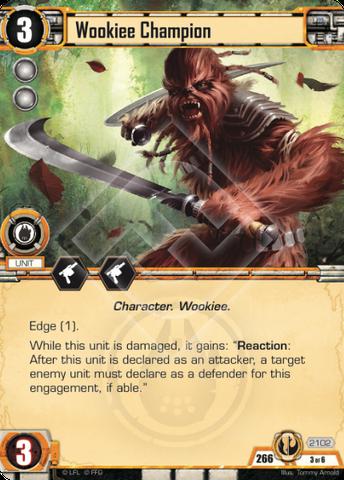 3
Wookiee Champion
UNIT
Character. Wookiee.
Edge (1).
While this unit is damaged, it gains: "Reaction:
After this unit is declared as an attacker, a target
enemy unit must declare as a defender for this
engagement, if able."
3
266
2102
3 of 6
© LFL © FFG
Illus. Tommy Arnold